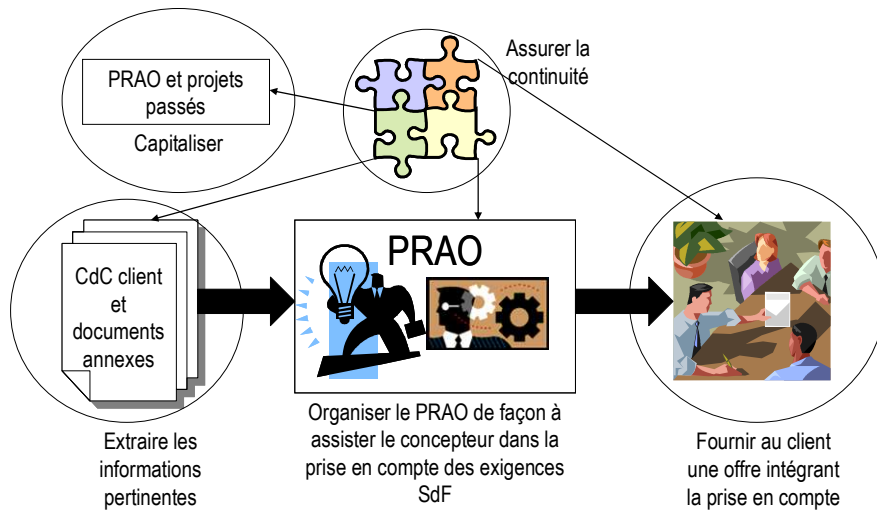 PRAO et projets
passés
Capitaliser
Assurer la
continuité
CdC client
et
documents
annexes
PRAO
Extraire les
informations
pertinentes
Organiser le PRAO de façon à
assister le concepteur dans la
prise en compte des exigences
SdF
Fournir au client
une offre intégrant
la prise en compte